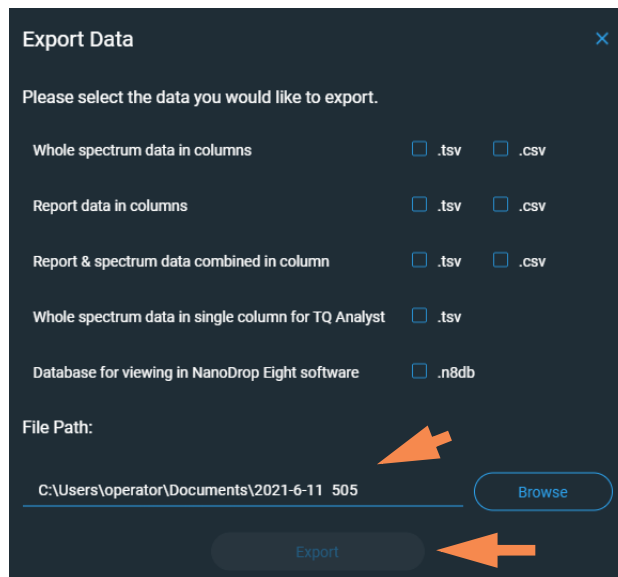 Export Data
Please select the data you would like to export.
Whole spectrum data in columns .tsv .csv
Report data in columns .tsv .csv
Report & spectrum data combined in column .tsv .csv
Whole spectrum data in single column for TQ Analyst .tsv
Database for viewing in NanoDrop Eight software .n8db
File Path:
C:\Users\operator\Documents\2021-6-11  505 Browse
Export